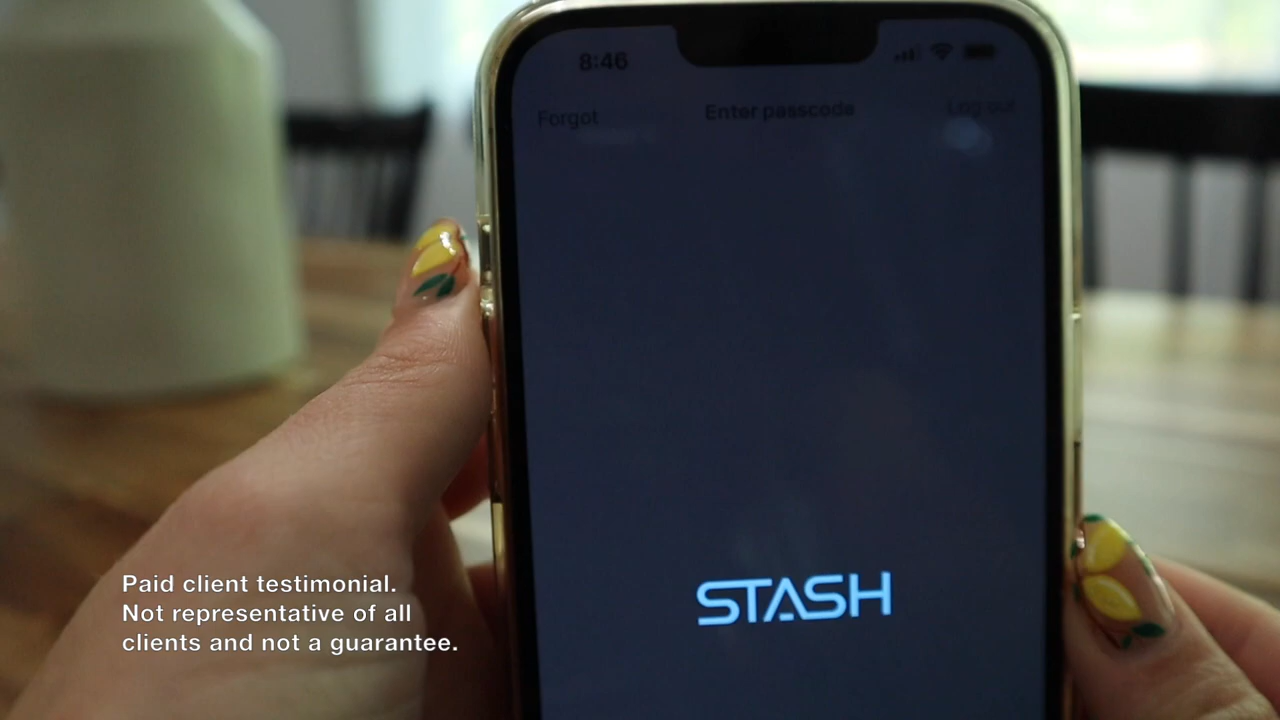 8:46
Forgot
Enter passcode
Log out
STASH
Paid client testimonial.
Not representative of all
clients and not a guarantee.